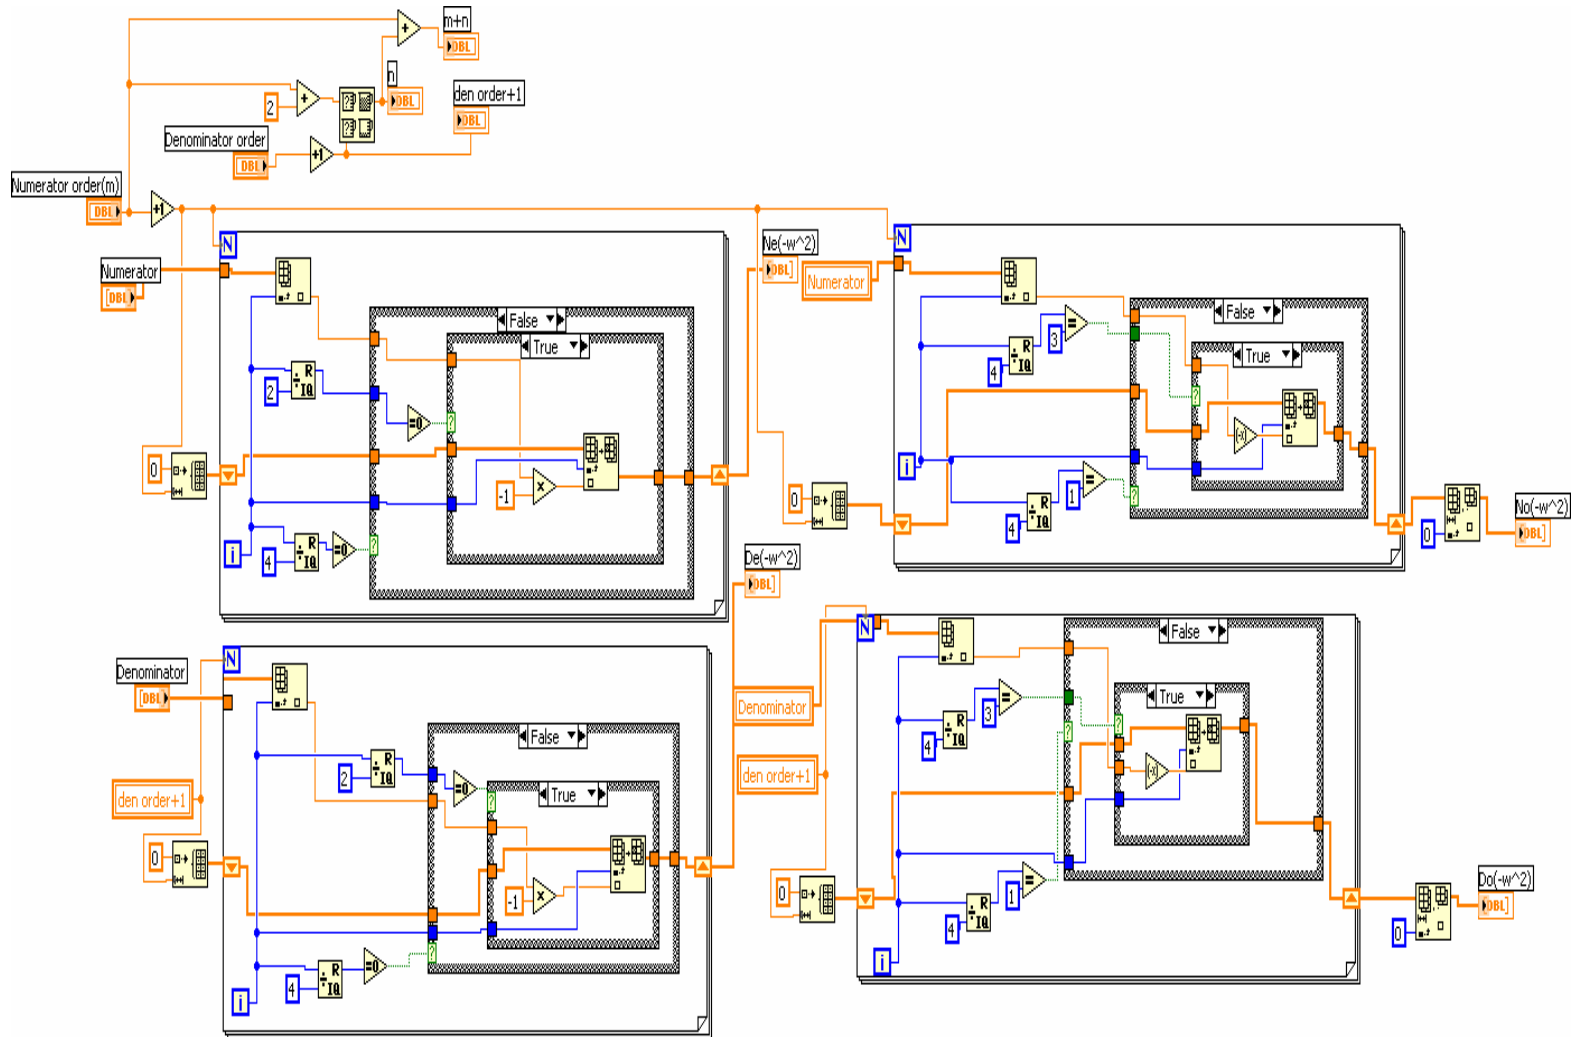 m+n
DBL
n
DBL
den order+1
DBL
+
+
2
Denominator order
DBL
+1
Numerator order(m)
DBL
+1
N
Numerator
[DBL
False
True
R
IQ
2
=0
0
-1
x
i
4
R
IQ
=0
Ne(-w^2)
DBL]
Numerator
N
False
True
3
=
4
R
IQ
(-x)
i
1
=
4
R
IQ
0
0
No(-w^2)
DBL]
De(-w^2)
DBL]
N
Denominator
[DBL
False
True
R
IQ
2
=0
den order+1
0
-1
x
i
4
R
IQ
=0
N
Denominator
den order+1
False
True
3
=
4
R
IQ
(-x)
1
=
4
R
IQ
0
i
0
Do(-w^2)
DBL]